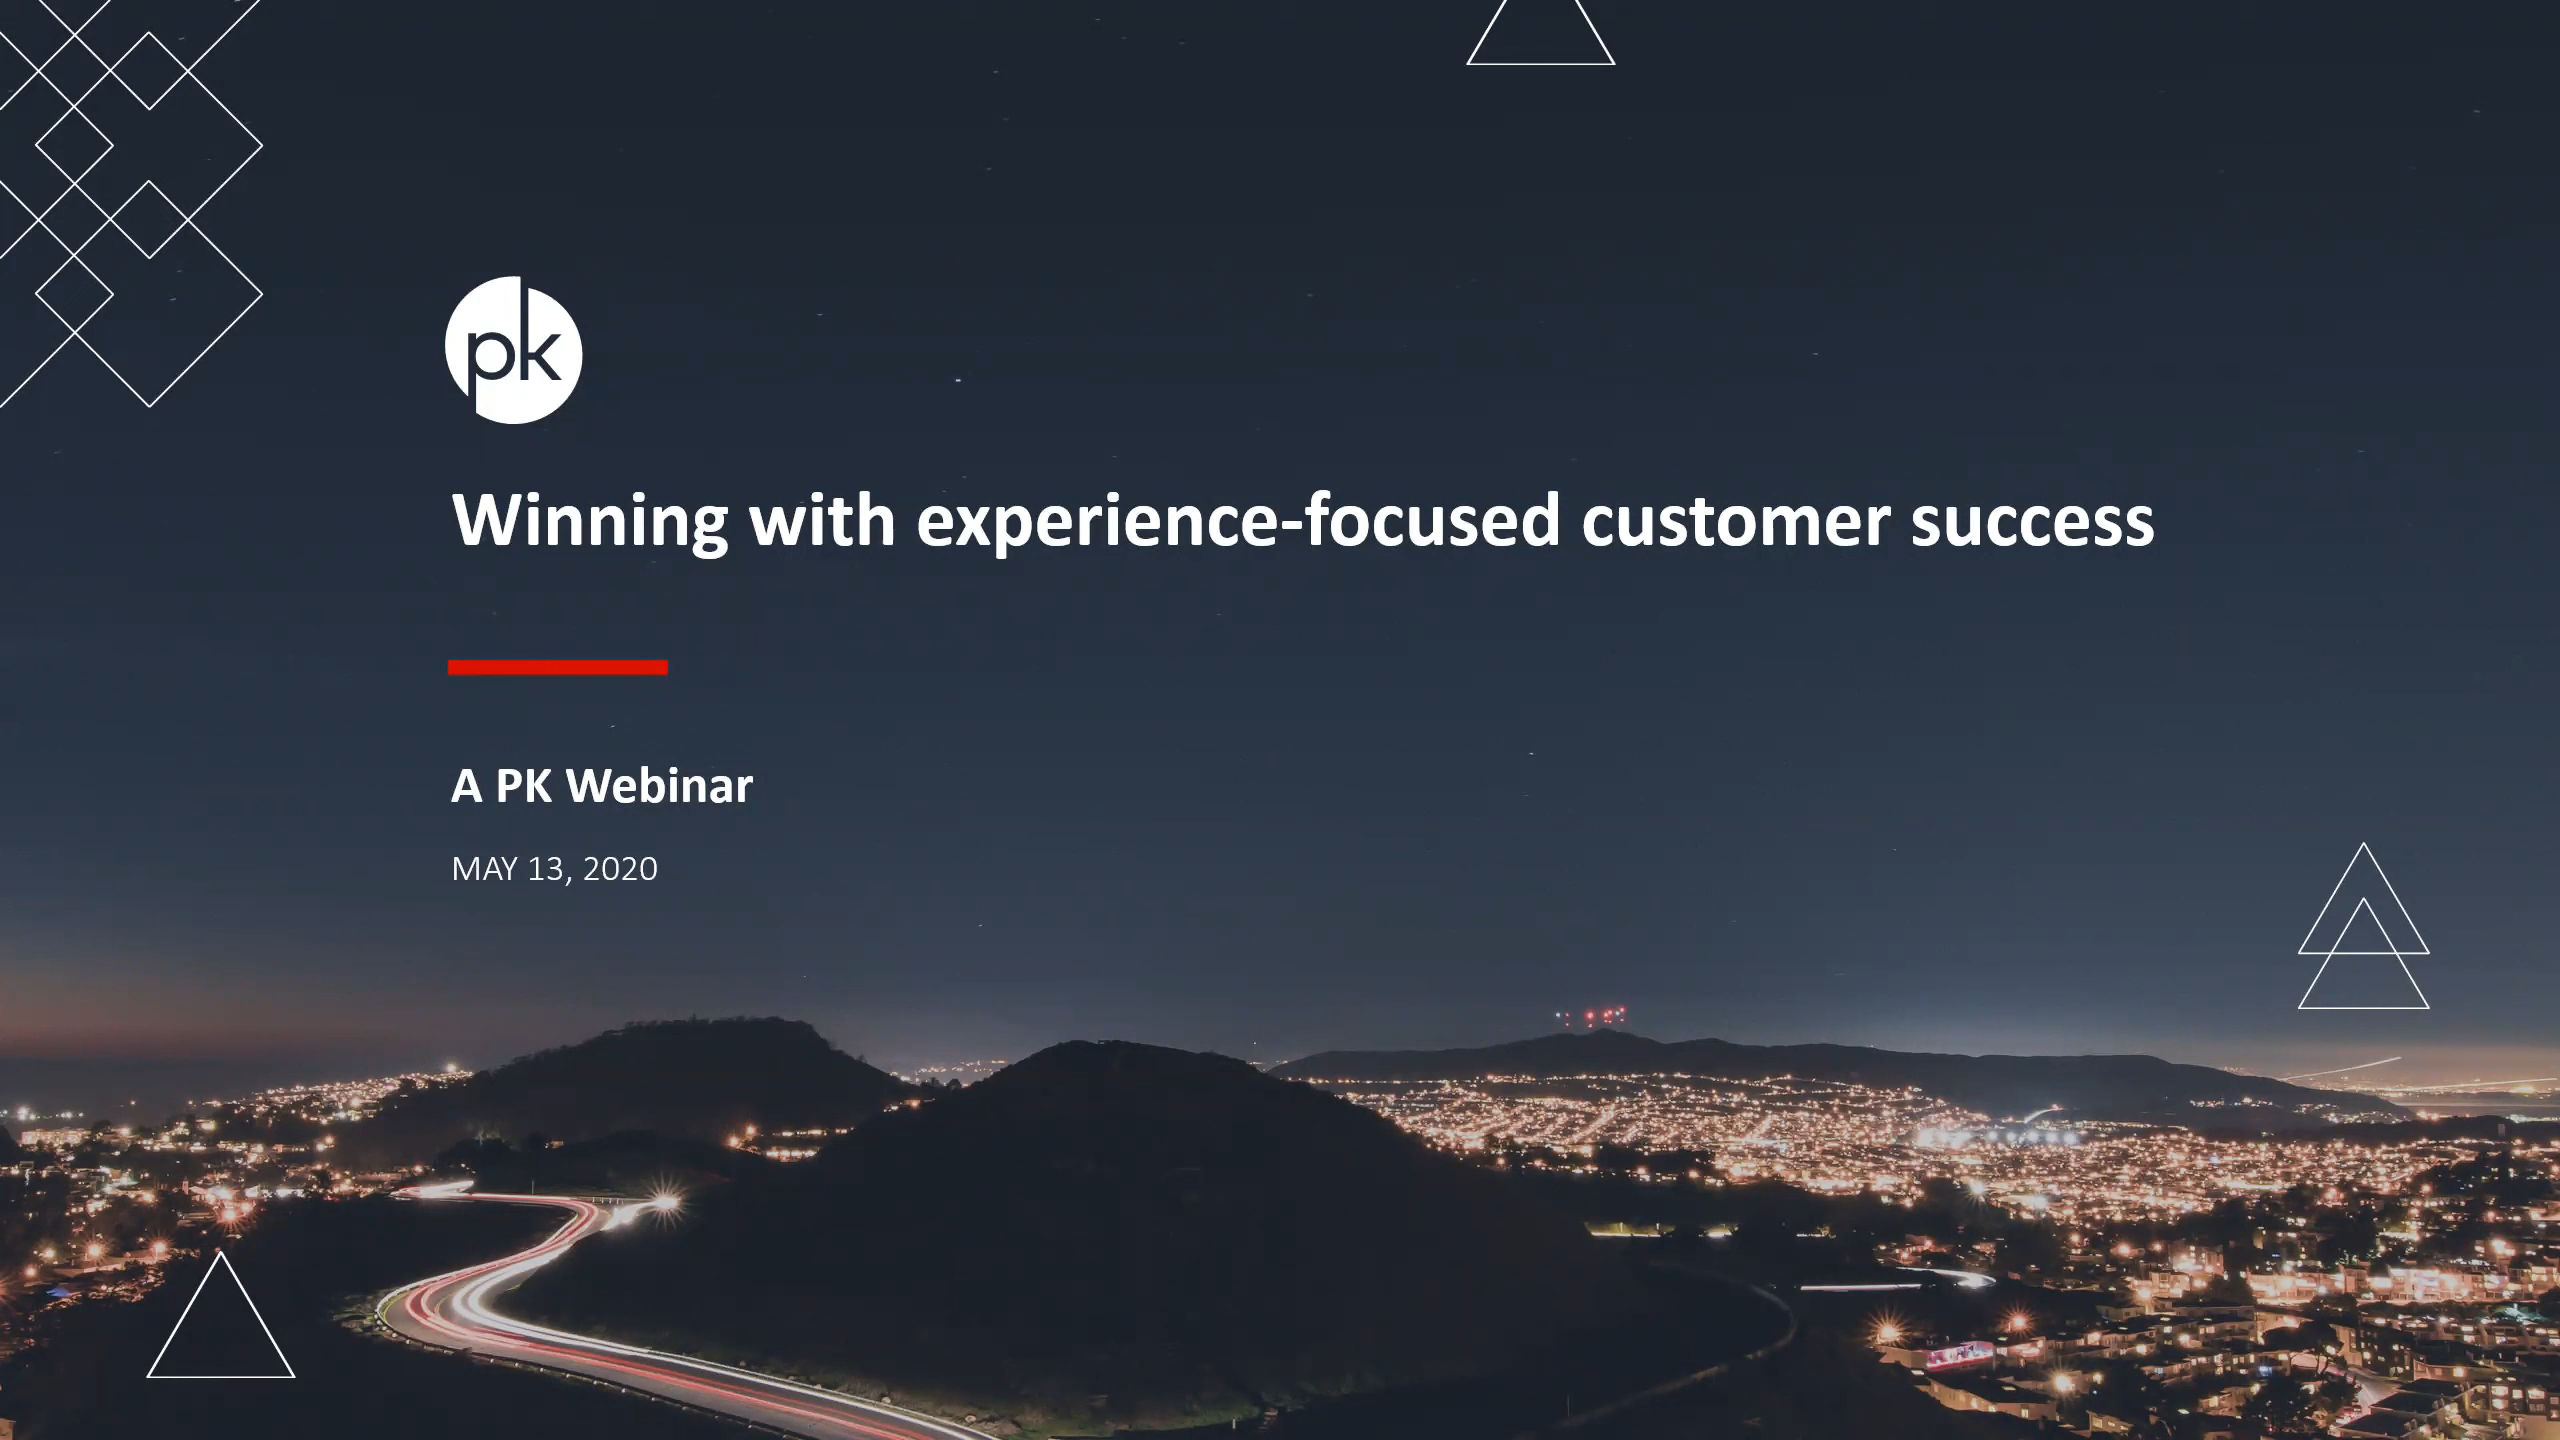 pk
Winning with experience-focused customer success
A PK Webinar
MAY 13, 2020